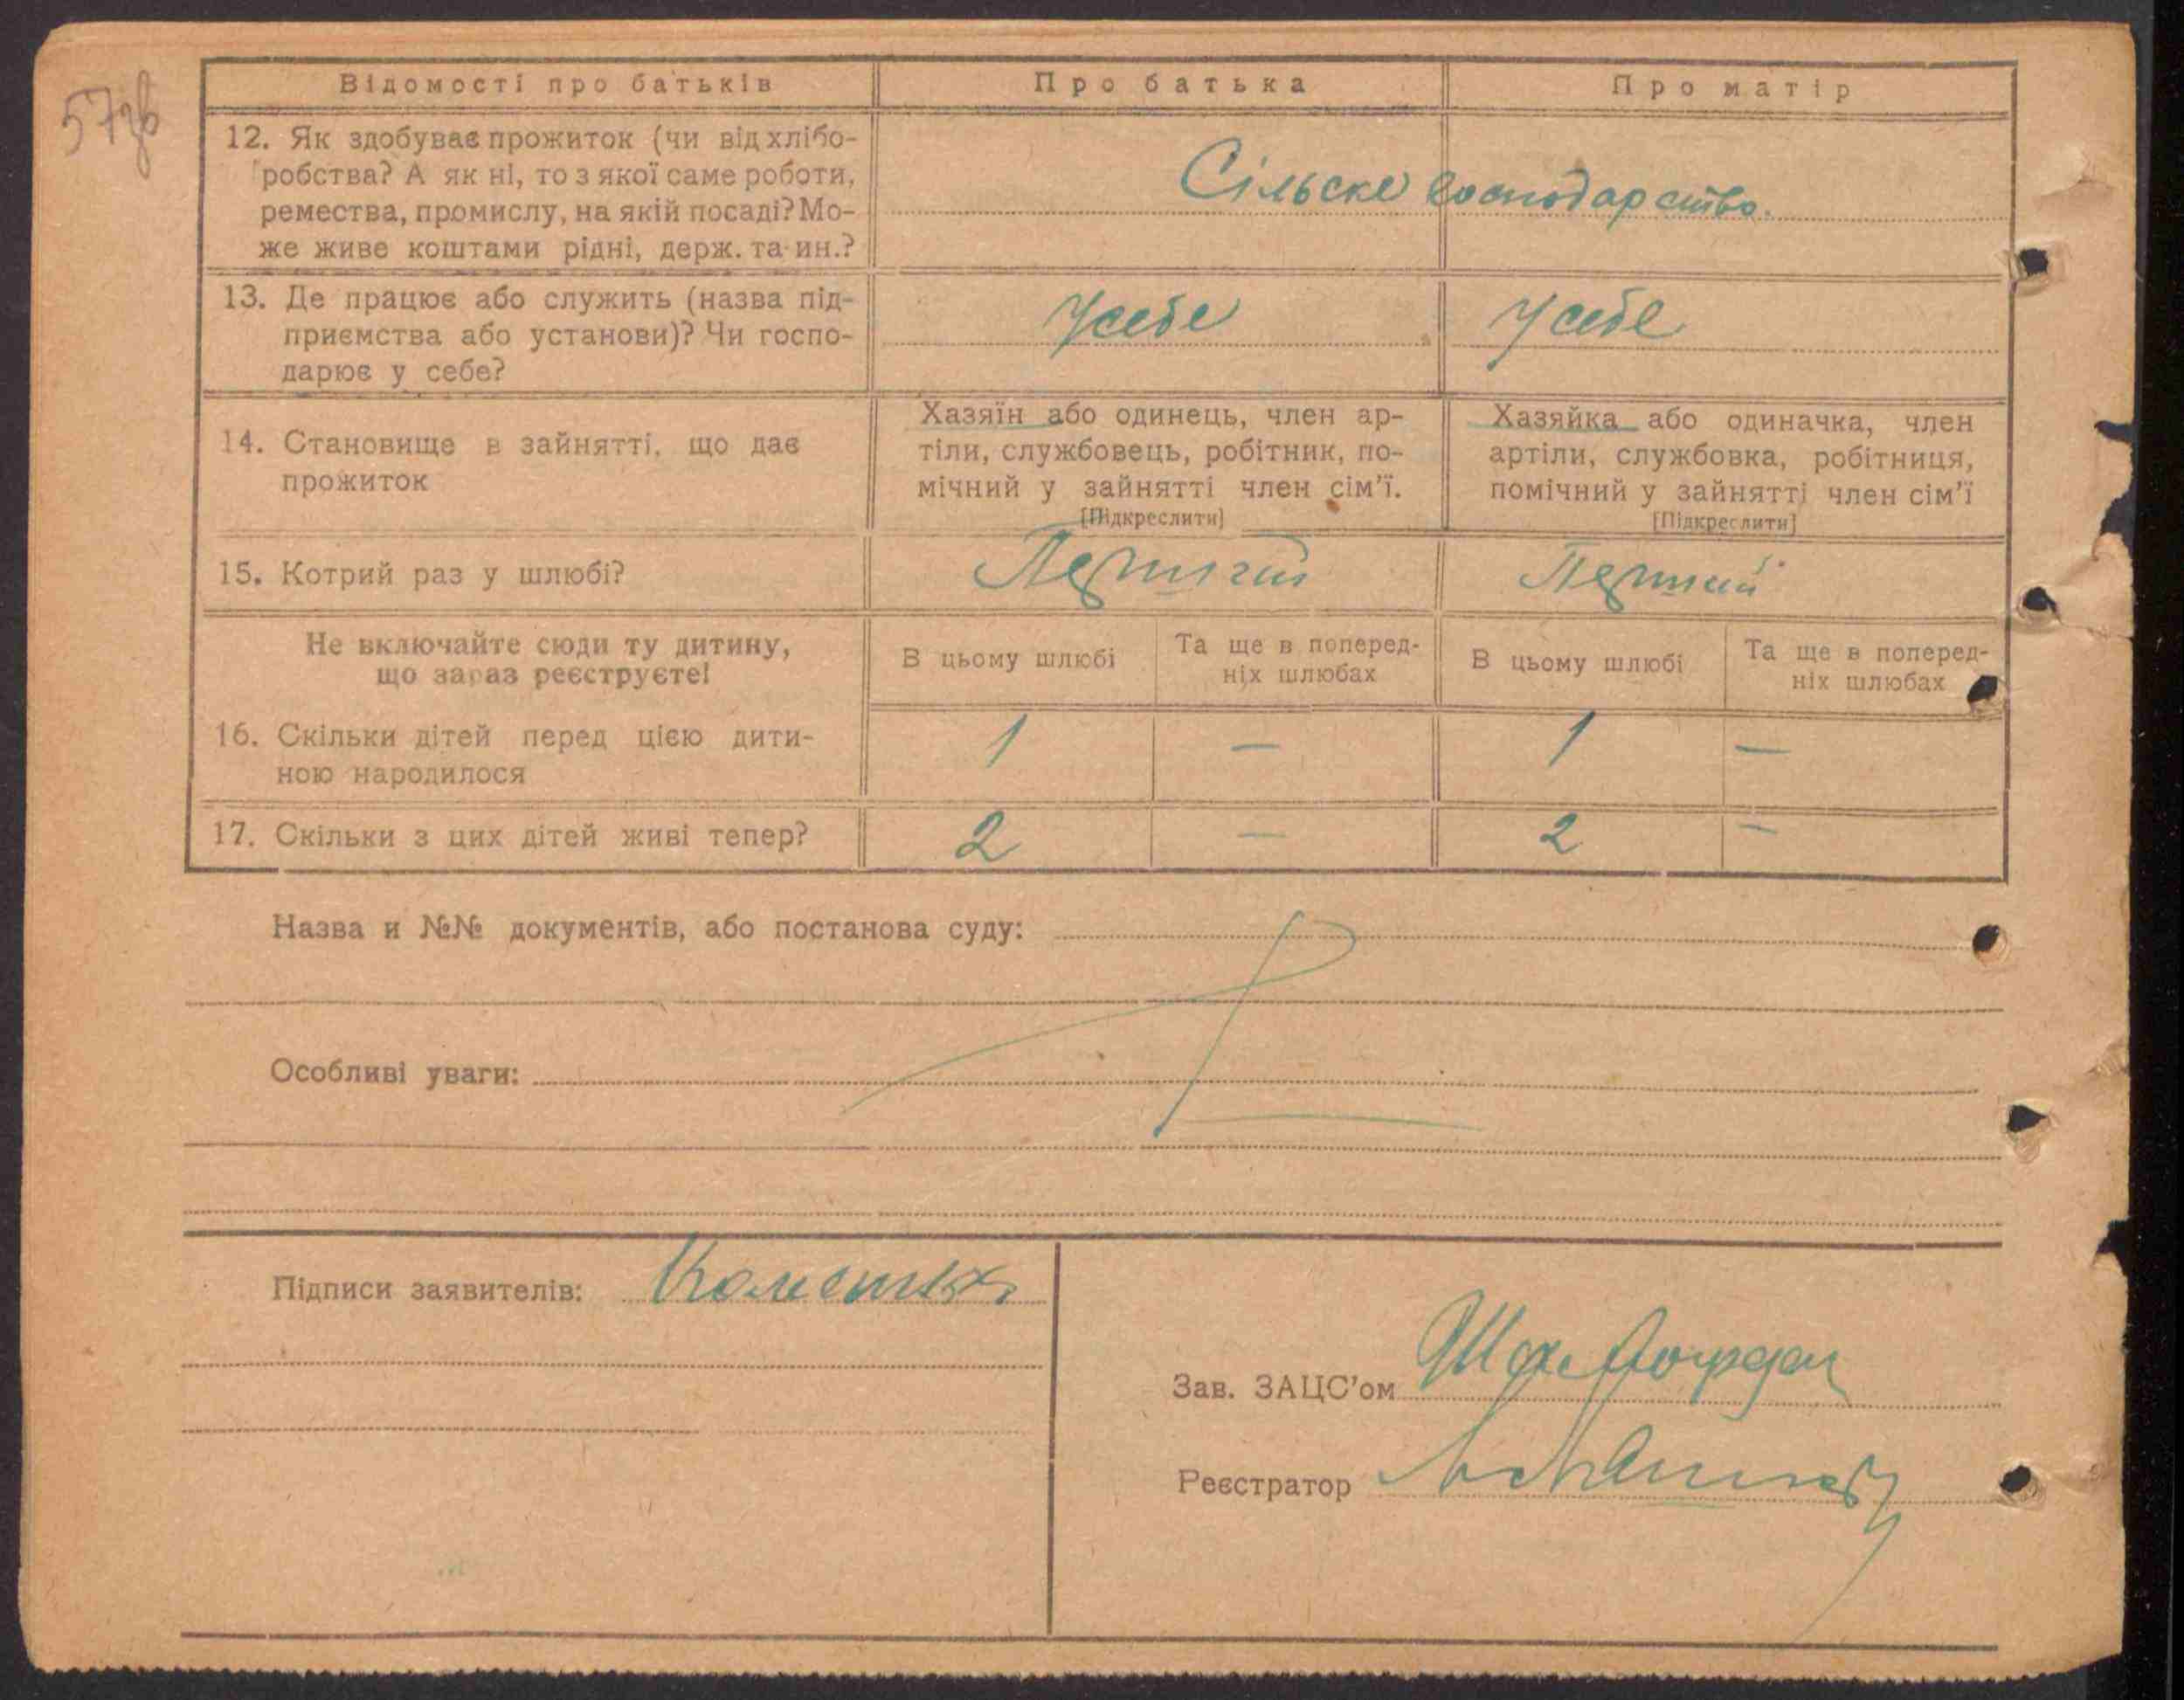 57зв
Відомості про батьків
Про батька
Про матір
12. Як здобуває прожиток (чи від хлібо-
робства? А як ні, то з якої саме роботи,
ремества, промислу, на якій посаді? Мо-
же живе коштами рідні, держ. та ин.?
Сільске господарство.
13. Де працює або служить (назва під-
приємства або установи)? Чи госпо-
дарює у себе?
У себе
У себе
14. Становище в зайнятті, що дає
прожиток
Хазяїн або одинець, член ар-
тіли, службовець, робітник, по-
мічний у зайнятті член сім'ї.
[Підкреслити]
Хазяйка або одиначка, член
артіли, службовка, робітниця,
помічний у зайнятті член сім'ї
[Підкреслити]
15. Котрий раз у шлюбі?
Первий
Первий
Не включайте сюди ту дитину,
що зараз реєструєте!
В цьому шлюбі
Та ще в поперед-
ніх шлюбах
В цьому шлюбі
Та ще в поперед-
ніх шлюбах
16. Скільки дітей перед цією дити-
ною народилося
1 — 1 —
17. Скільки з цих дітей живі тепер?
2 — 2 —
Назва и №№ документів, або постанова суду:
Особливі уваги:
Підписи заявителів:
Зав. ЗАЦС'ом
Реєстратор